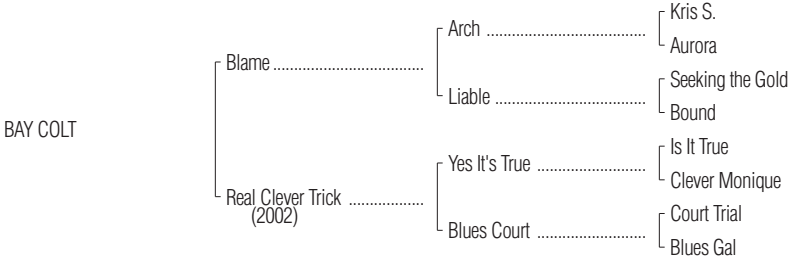 Kris S.
Arch ....................................
Aurora
Blame ..................................
Seeking the Gold
Liable ..................................
Bound
BAY COLT
Is It True
Yes It's True .........................
Clever Monique
Real Clever Trick .................
(2002)
Court Trial
Blues Court .........................
Blues Gal